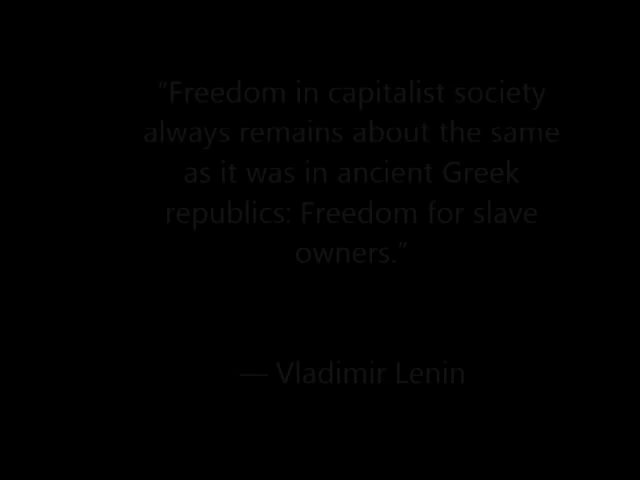 "Freedom in capitalist society
always remains about the same
as it was in ancient Greek
republics: Freedom for slave
owners."
— Vladimir Lenin